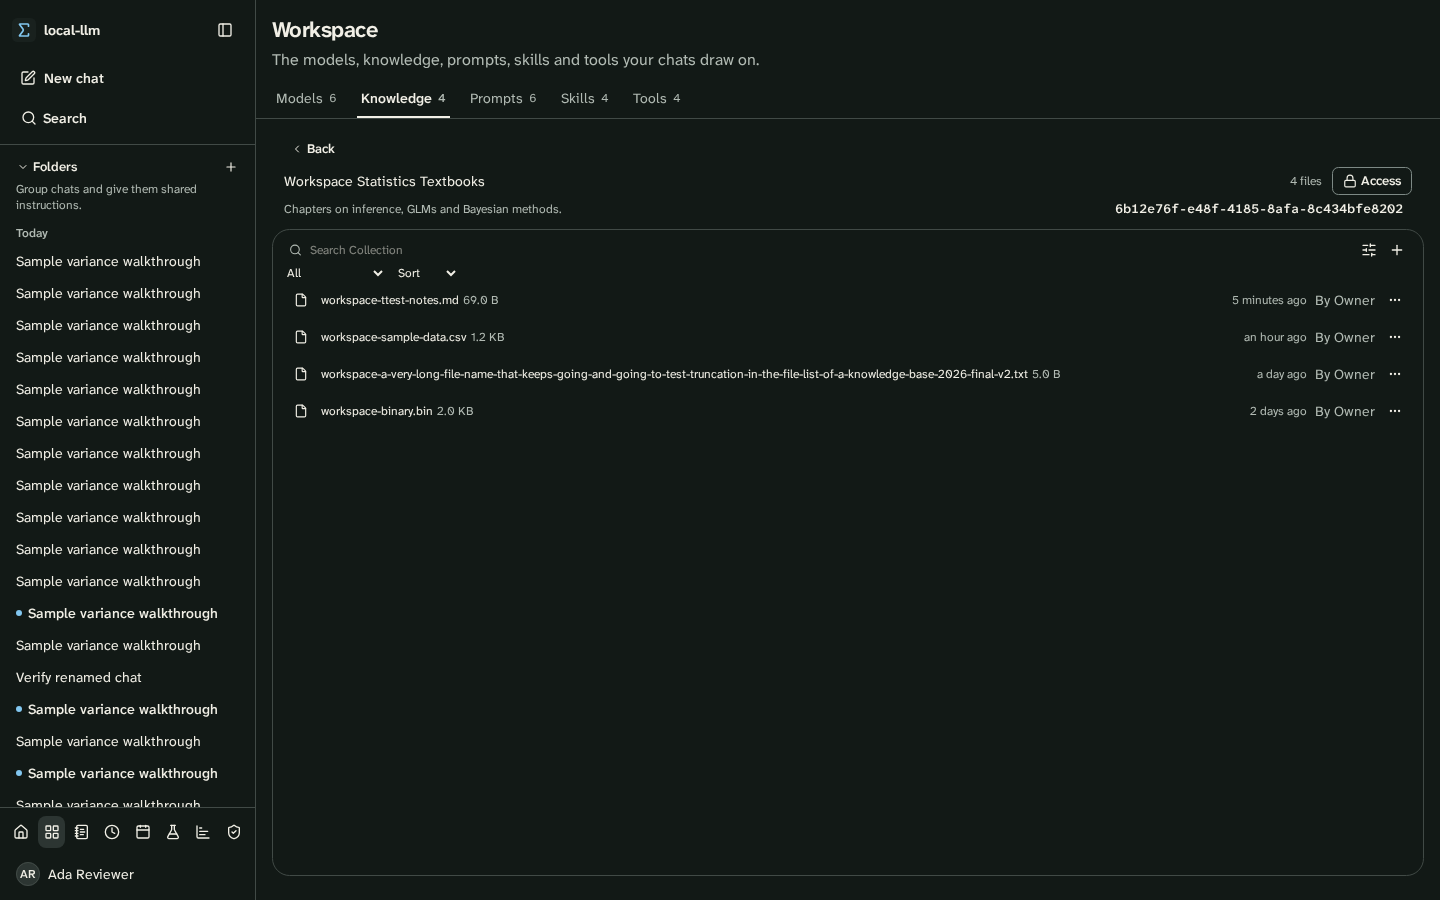 local-llm
New chat
Search
Folders
Group chats and give them shared
instructions.
Today
Sample variance walkthrough
Sample variance walkthrough
Sample variance walkthrough
Sample variance walkthrough
Sample variance walkthrough
Sample variance walkthrough
Sample variance walkthrough
Sample variance walkthrough
Sample variance walkthrough
Sample variance walkthrough
Sample variance walkthrough
Sample variance walkthrough
Sample variance walkthrough
Verify renamed chat
Sample variance walkthrough
Sample variance walkthrough
Sample variance walkthrough
Sample variance walkthrough
AR Ada Reviewer
Workspace
The models, knowledge, prompts, skills and tools your chats draw on.
Models 6 Knowledge 4 Prompts 6 Skills 4 Tools 4
Back
Workspace Statistics Textbooks 4 files Access
Chapters on inference, GLMs and Bayesian methods. 6b12e76f-e48f-4185-8afa-8c434bfe8202
Search Collection
All Sort
workspace-ttest-notes.md 69.0 B 5 minutes ago By Owner
workspace-sample-data.csv 1.2 KB an hour ago By Owner
workspace-a-very-long-file-name-that-keeps-going-and-going-to-test-truncation-in-the-file-list-of-a-knowledge-base-2026-final-v2.txt 5.0 B a day ago By Owner
workspace-binary.bin 2.0 KB 2 days ago By Owner